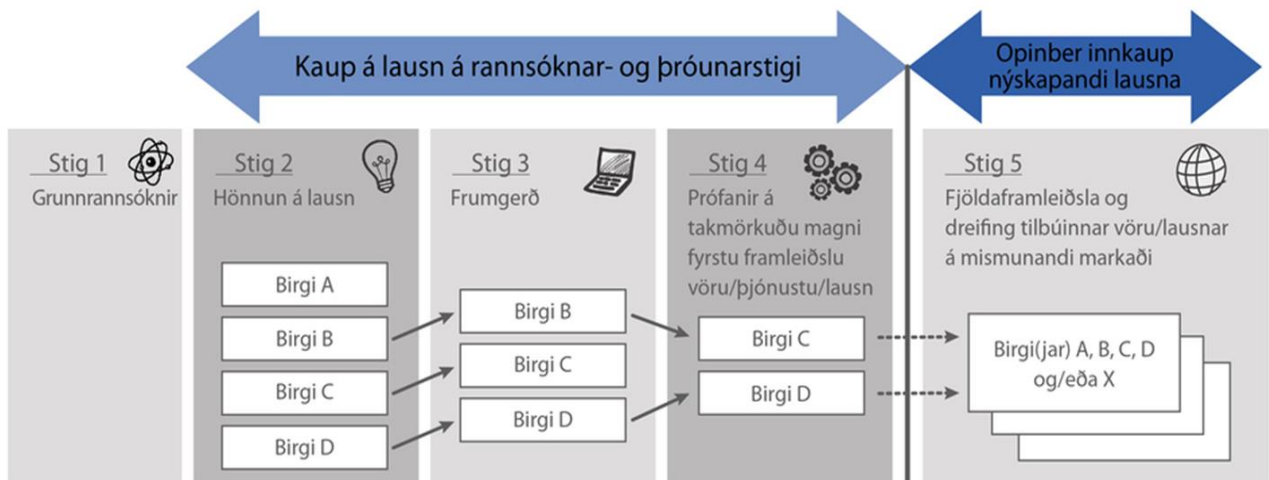 Kaup á lausn á rannsóknar- og þróunarstigi
Opinber innkaup
nýskapandi lausna
Stig 1
Grunnrannsóknir
Stig 2
Hönnun á lausn
Birgi A
Birgi B
Birgi C
Birgi D
Stig 3
Frumgerð
Birgi B
Birgi C
Birgi D
Stig 4
Prófanir á
takmörkuðu magni
fyrstu framleiðslu
vöru/þjónustu/lausn
Birgi C
Birgi D
Stig 5
Fjöldaframleiðsla og
dreifing tilbúinnar vöru/lausnar
á mismunandi markaði
Birgi(jar) A, B, C, D
og/eða X